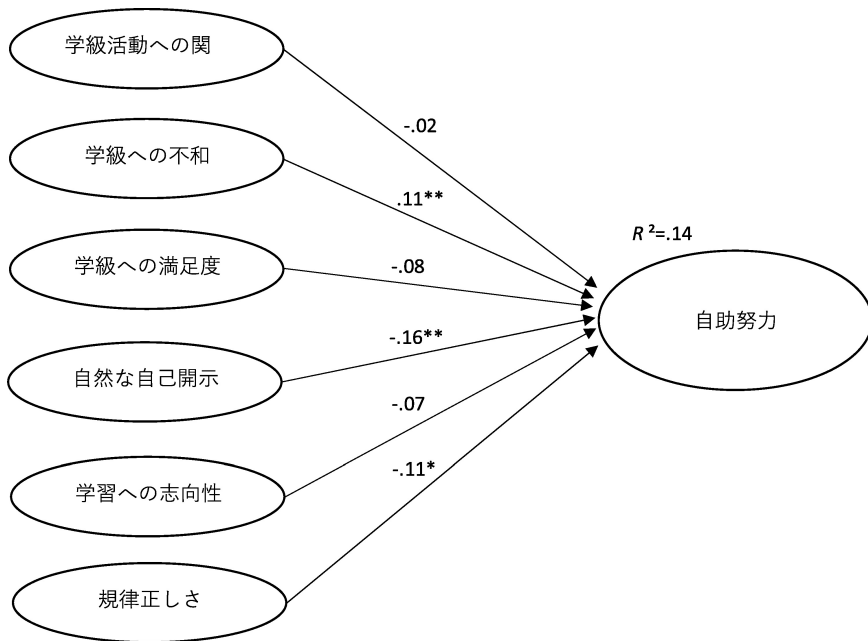 学級活動への関
-.02
学級への不和
.11**
R ²=.14
学級への満足度
-.08
自助努力
-.16**
自然な自己開示
-.07
学習への志向性
-.11*
規律正しさ